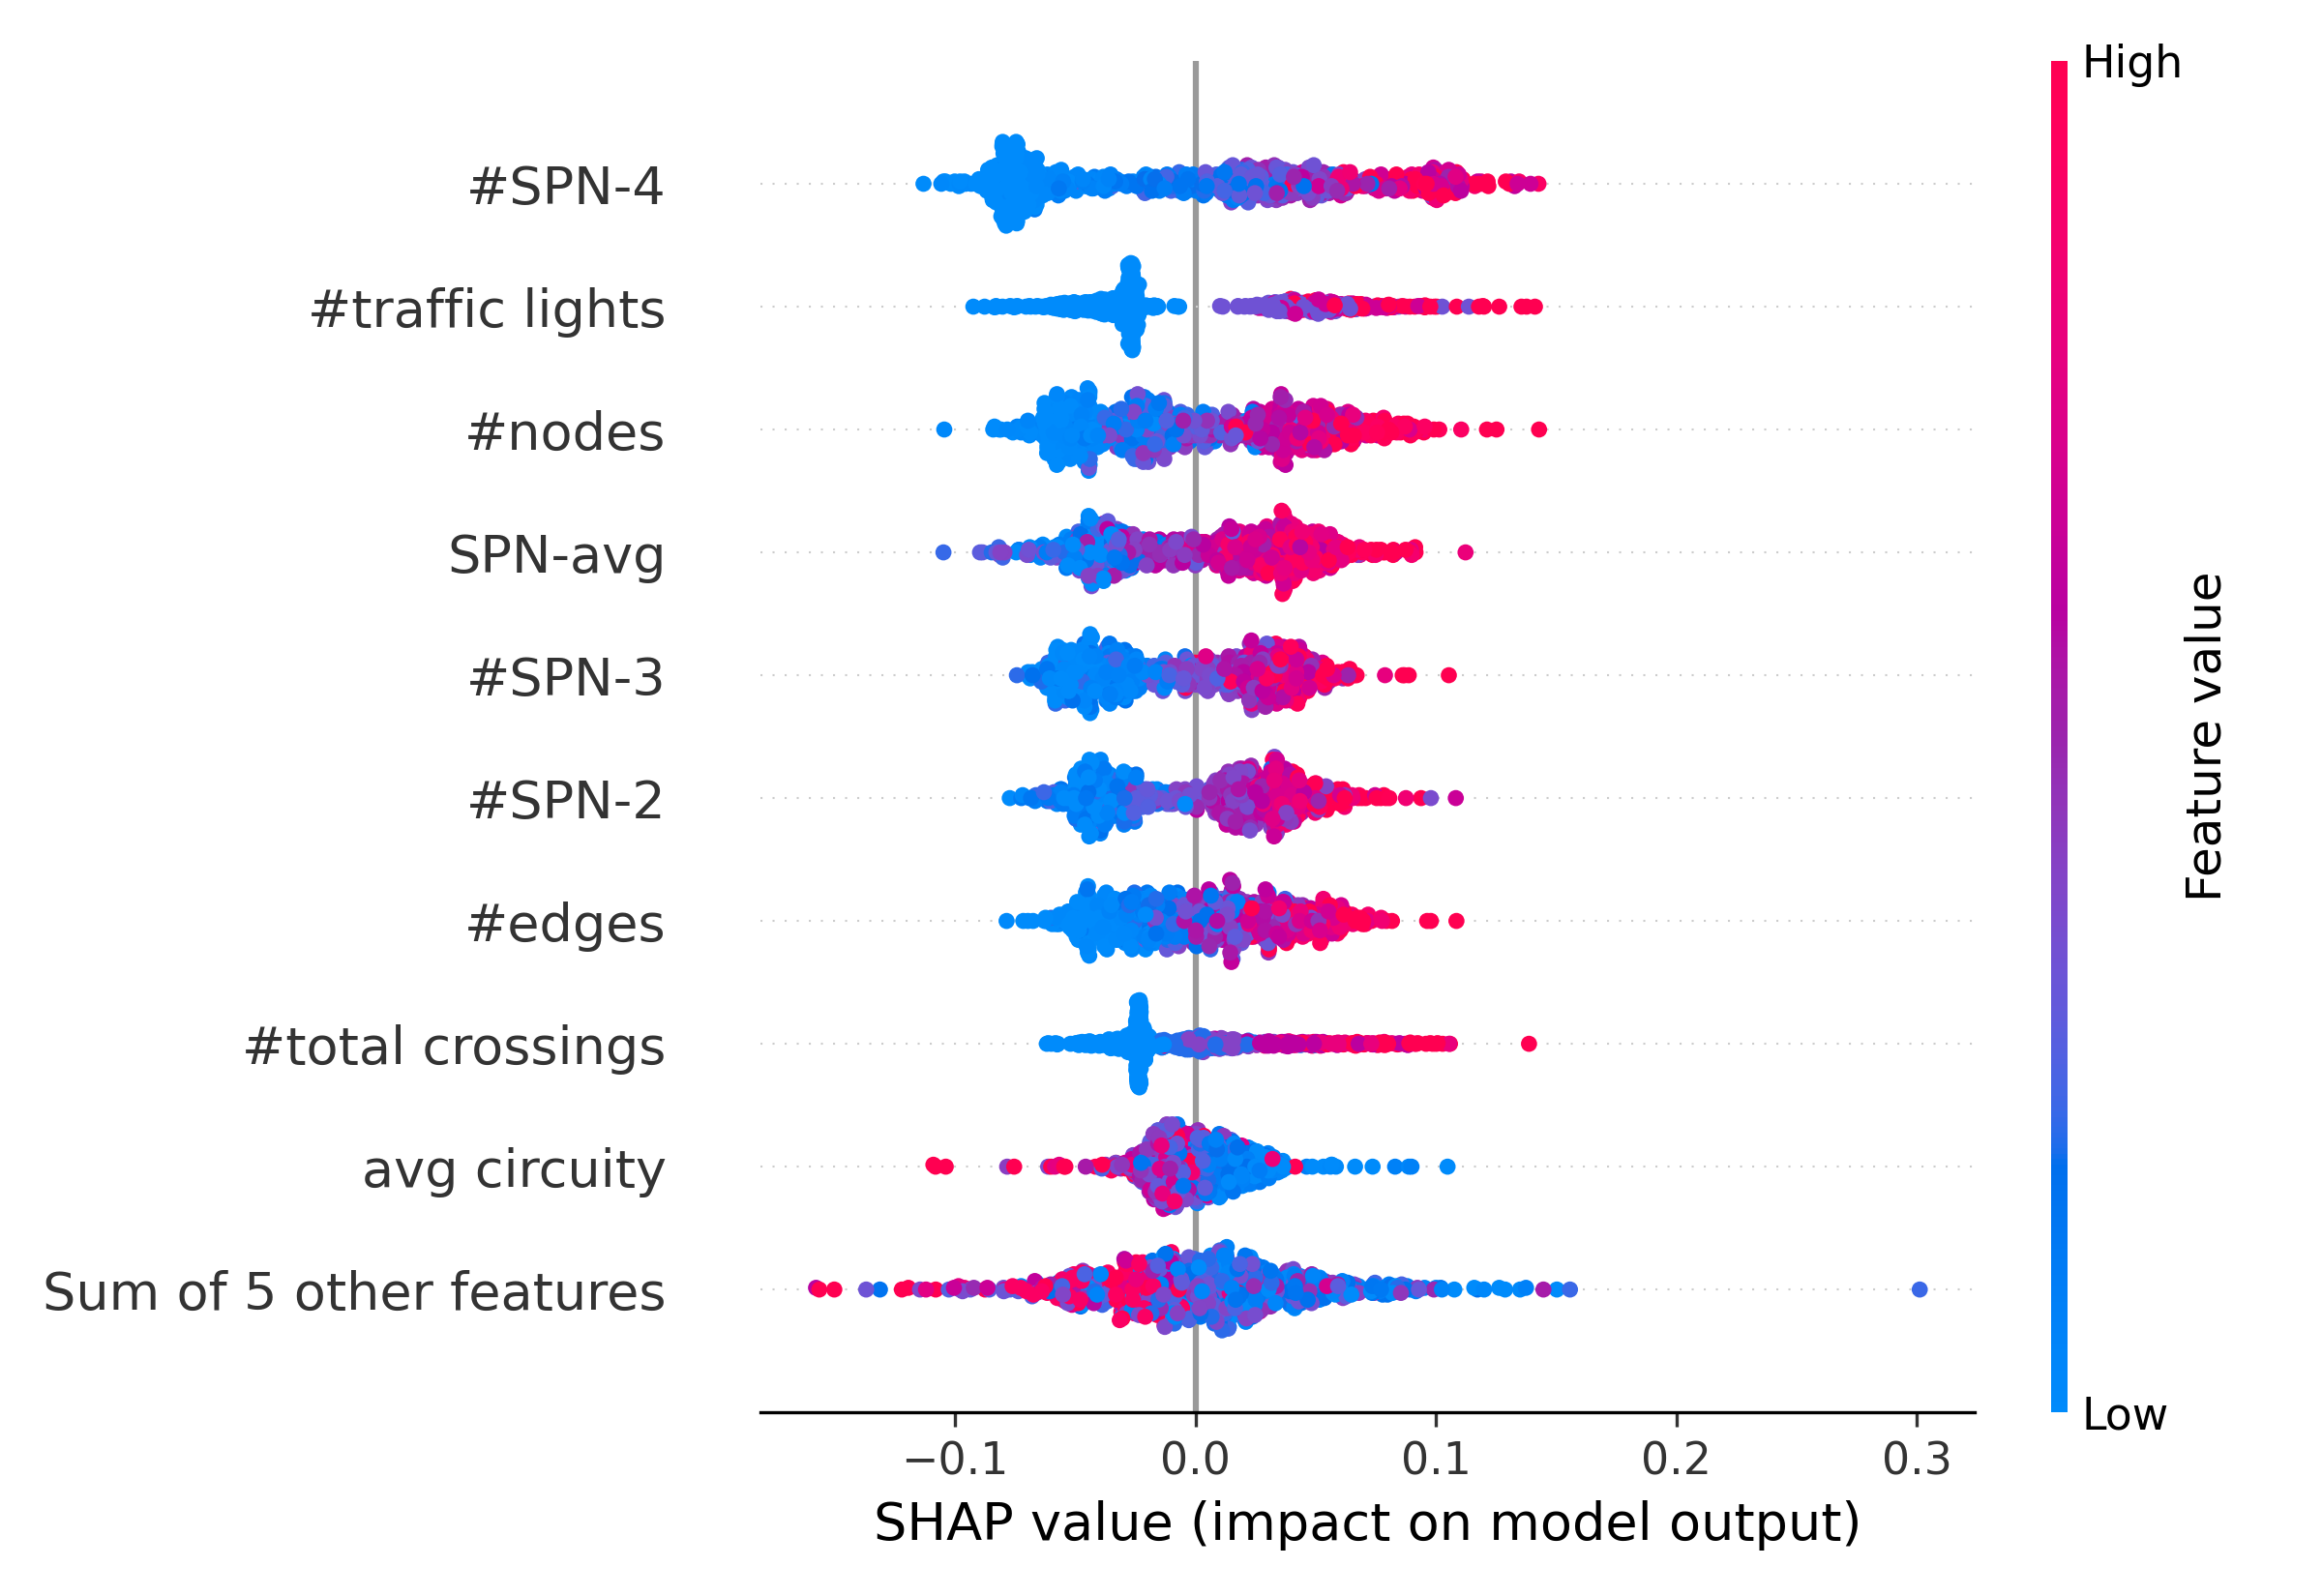 High
#SPN-4
#traffic lights
#nodes
SPN-avg
#SPN-3
#SPN-2
#edges
#total crossings
avg circuity
Sum of 5 other features
Feature value
Low
−0.1 0.0 0.1 0.2 0.3
SHAP value (impact on model output)